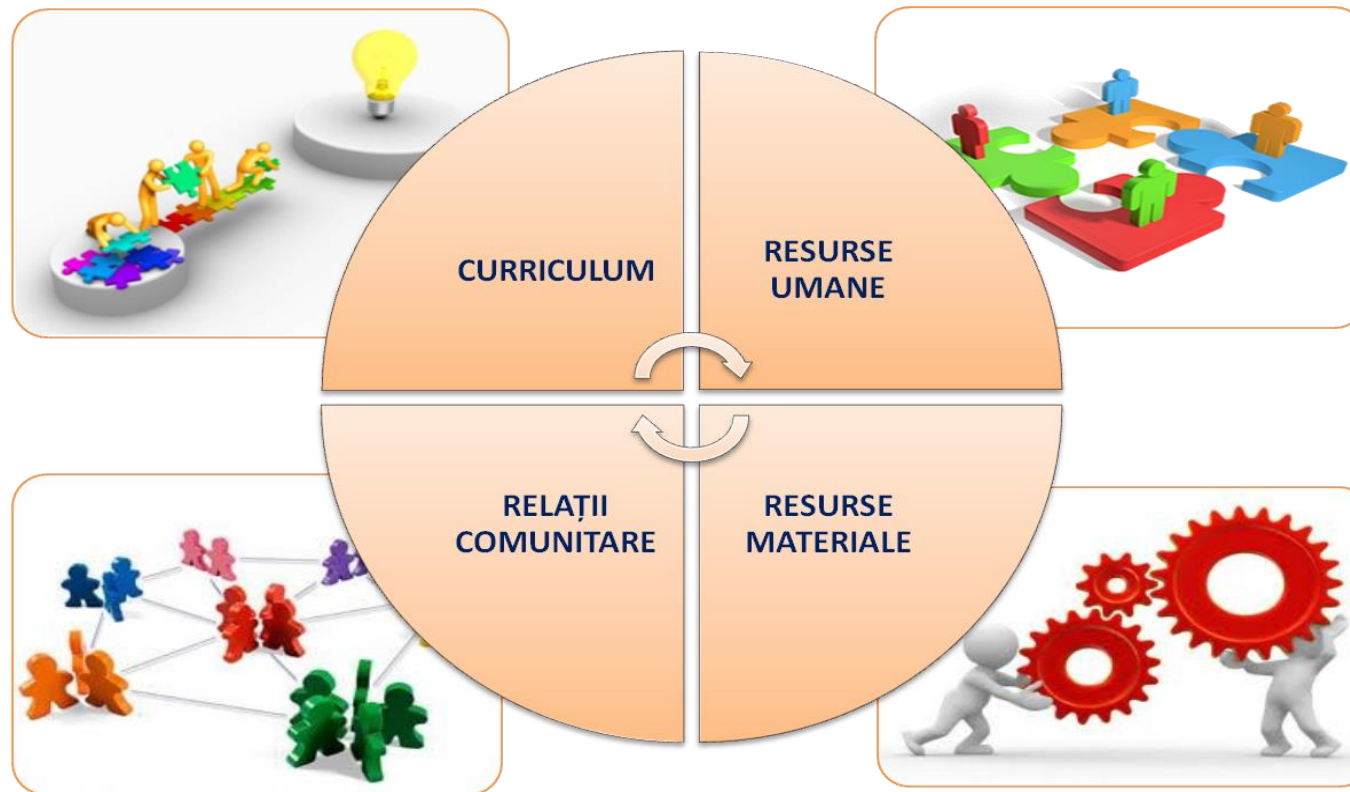 CURRICULUM
RESURSE
UMANE
RELAȚII
COMUNITARE
RESURSE
MATERIALE